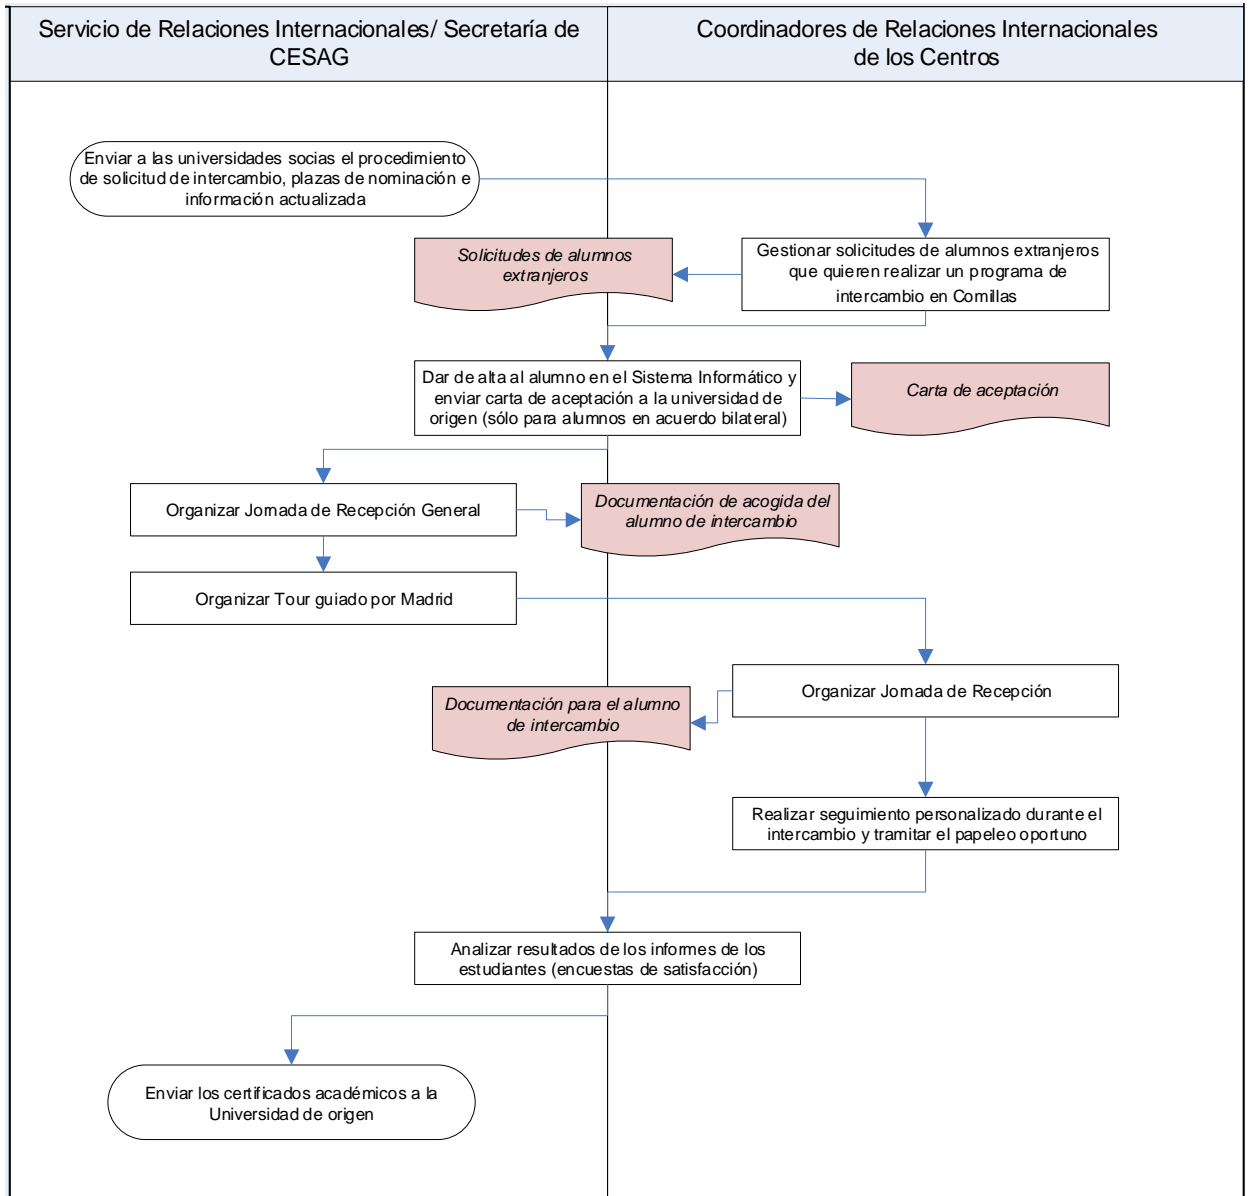 Servicio de Relaciones Internacionales/ Secretaría de
CESAG
Coordinadores de Relaciones Internacionales
de los Centros
Enviar a las universidades socias el procedimiento
de solicitud de intercambio, plazas de nominación e
información actualizada
Solicitudes de alumnos
extranjeros
Gestionar solicitudes de alumnos extranjeros
que quieren realizar un programa de
intercambio en Comillas
Dar de alta al alumno en el Sistema Informático y
enviar carta de aceptación a la universidad de
origen (sólo para alumnos en acuerdo bilateral)
Carta de aceptación
Organizar Jornada de Recepción General
Documentación de acogida del
alumno de intercambio
Organizar Tour guiado por Madrid
Organizar Jornada de Recepción
Documentación para el alumno
de intercambio
Realizar seguimiento personalizado durante el
intercambio y tramitar el papeleo oportuno
Analizar resultados de los informes de los
estudiantes (encuestas de satisfacción)
Enviar los certificados académicos a la
Universidad de origen